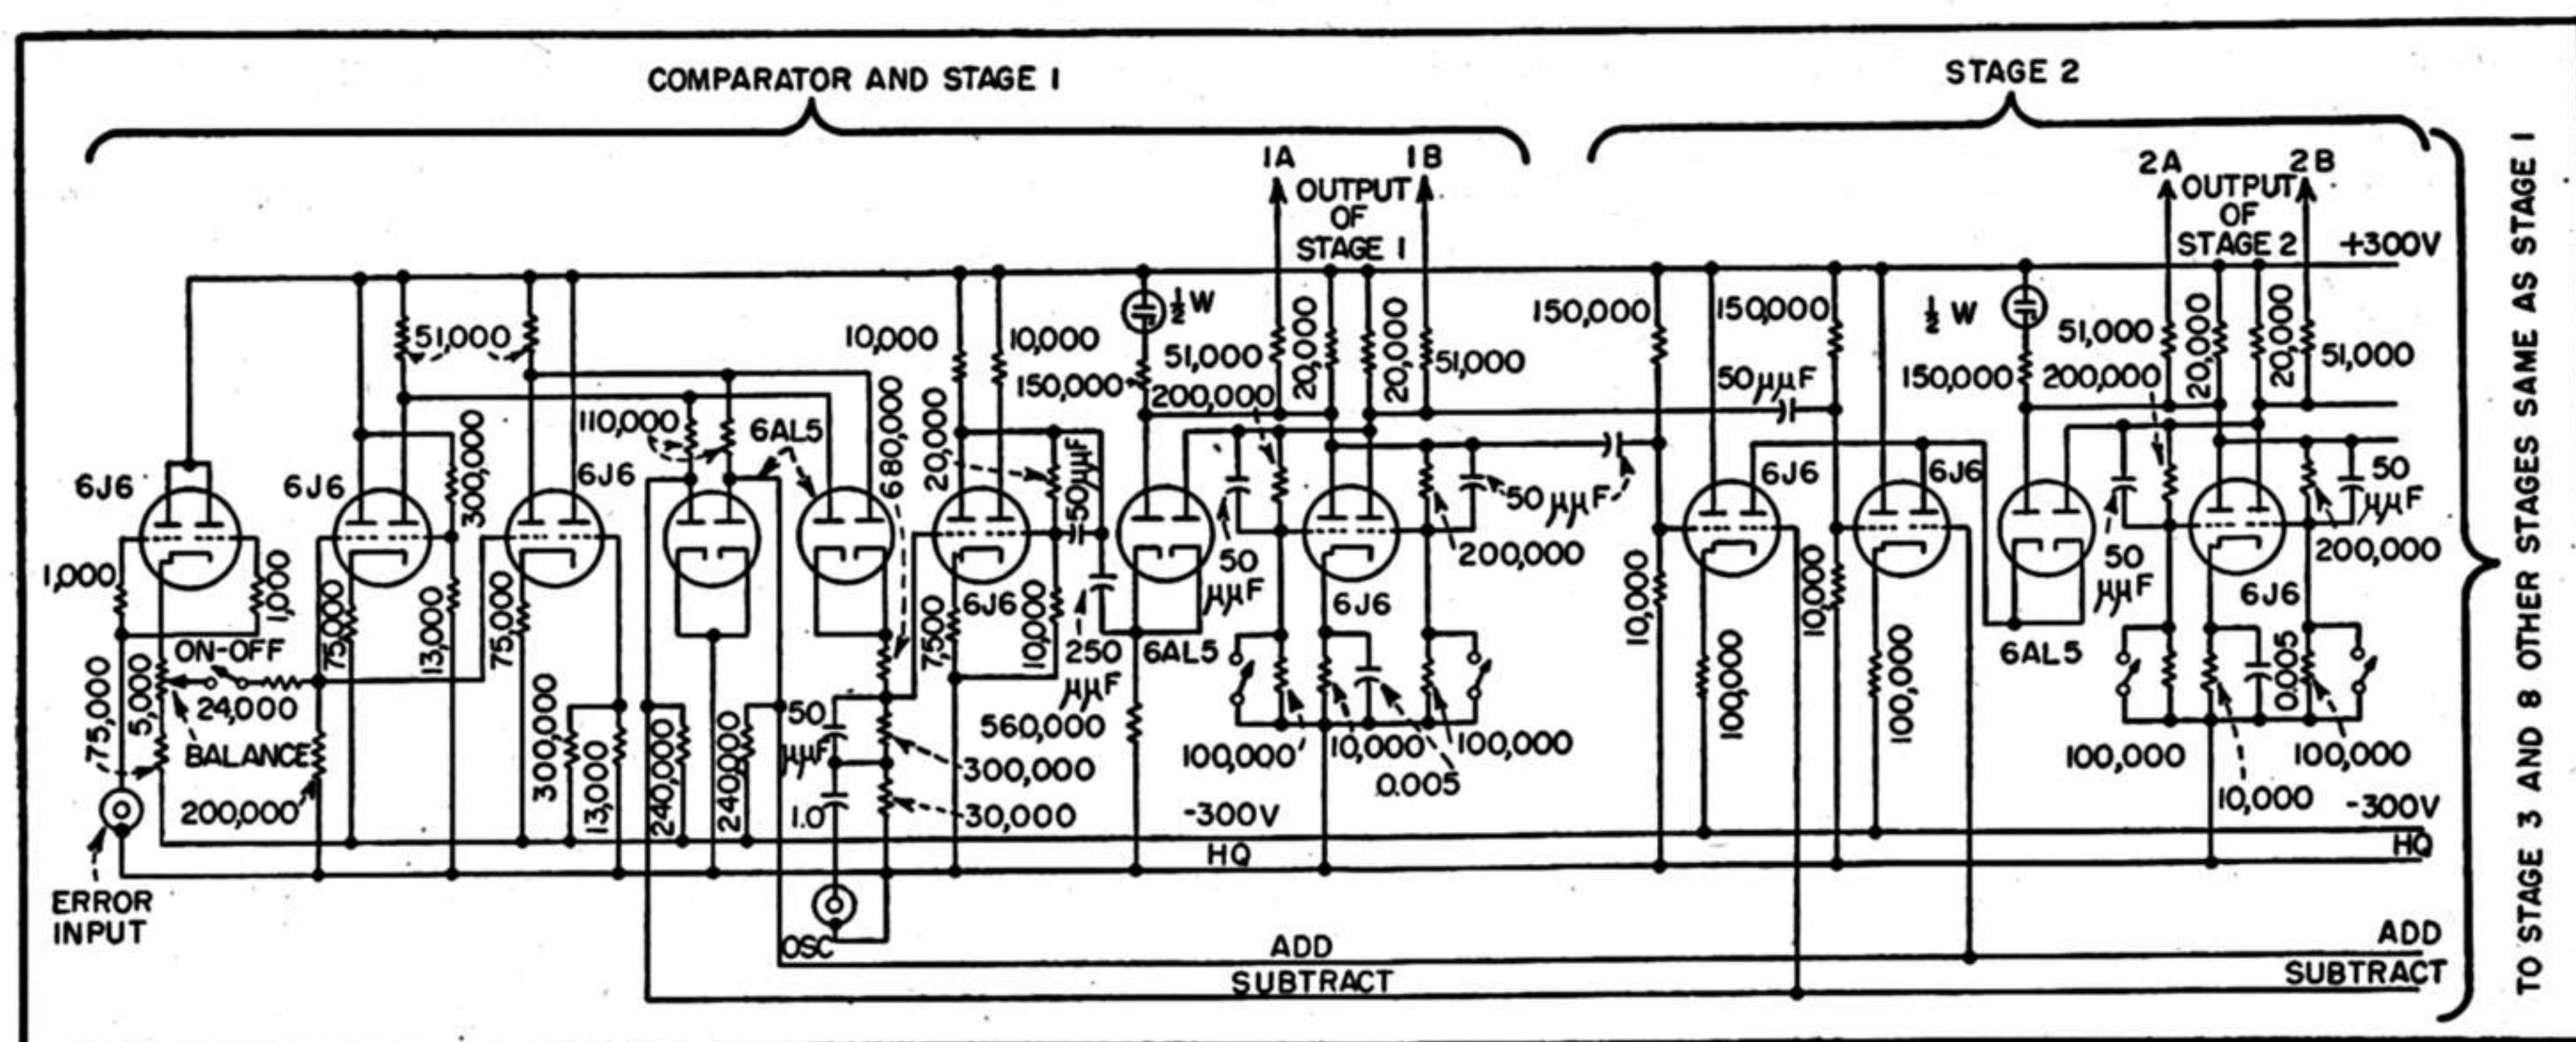 COMPARATOR AND STAGE 1
STAGE 2
1A
1B
OUTPUT
OF
STAGE 1
2A
2B
OUTPUT
OF
STAGE 2
+300V
6J6
1,000
1,000
75,000
5,000
ON-OFF
24,000
BALANCE
200,000
ERROR
INPUT
6J6
51,000
300,000
75,000
13,000
6J6
75,000
300,000
13,000
110,000
6AL5
240,000
240,000
680,000
50
µµF
1.0
300,000
30,000
OSC
10,000
10,000
20,000
50µµF
7,500
6J6
10,000
250
µµF
560,000
½W
150,000
51,000
200,000
20,000
20,000
51,000
6AL5
50
µµF
6J6
50µµF
200,000
100,000
10,000
0.005
100,000
-300V
HQ
ADD
SUBTRACT
150,000
150,000
50µµF
6J6
6J6
10,000
100,000
10,000
100,000
½ W
150,000
51,000
200,000
20,000
20,000
51,000
6AL5
50
µµF
6J6
50
µµF
200,000
0.005
100,000
10,000
100,000
-300V
HQ
ADD
SUBTRACT
TO STAGE 3 AND 8 OTHER STAGES SAME AS STAGE 1